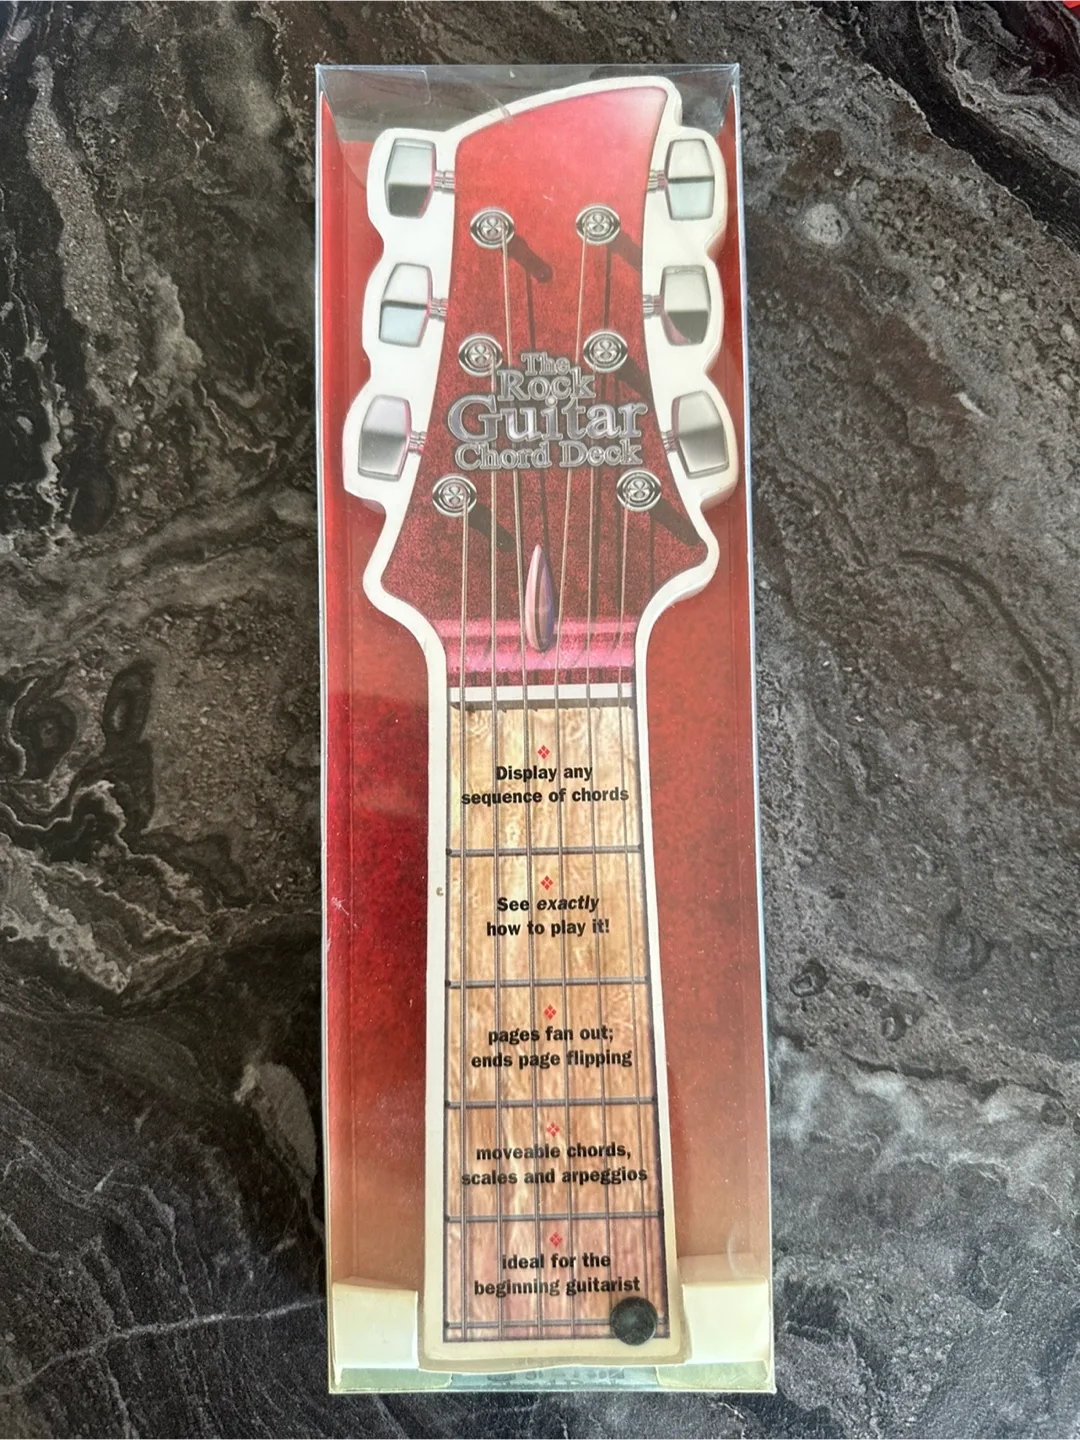 The
Rock
Guitar
Chord Deck
Display any
sequence of chords
See exactly
how to play it!
pages fan out;
ends page flipping
moveable chords,
scales and arpeggios
ideal for the
beginning guitarist